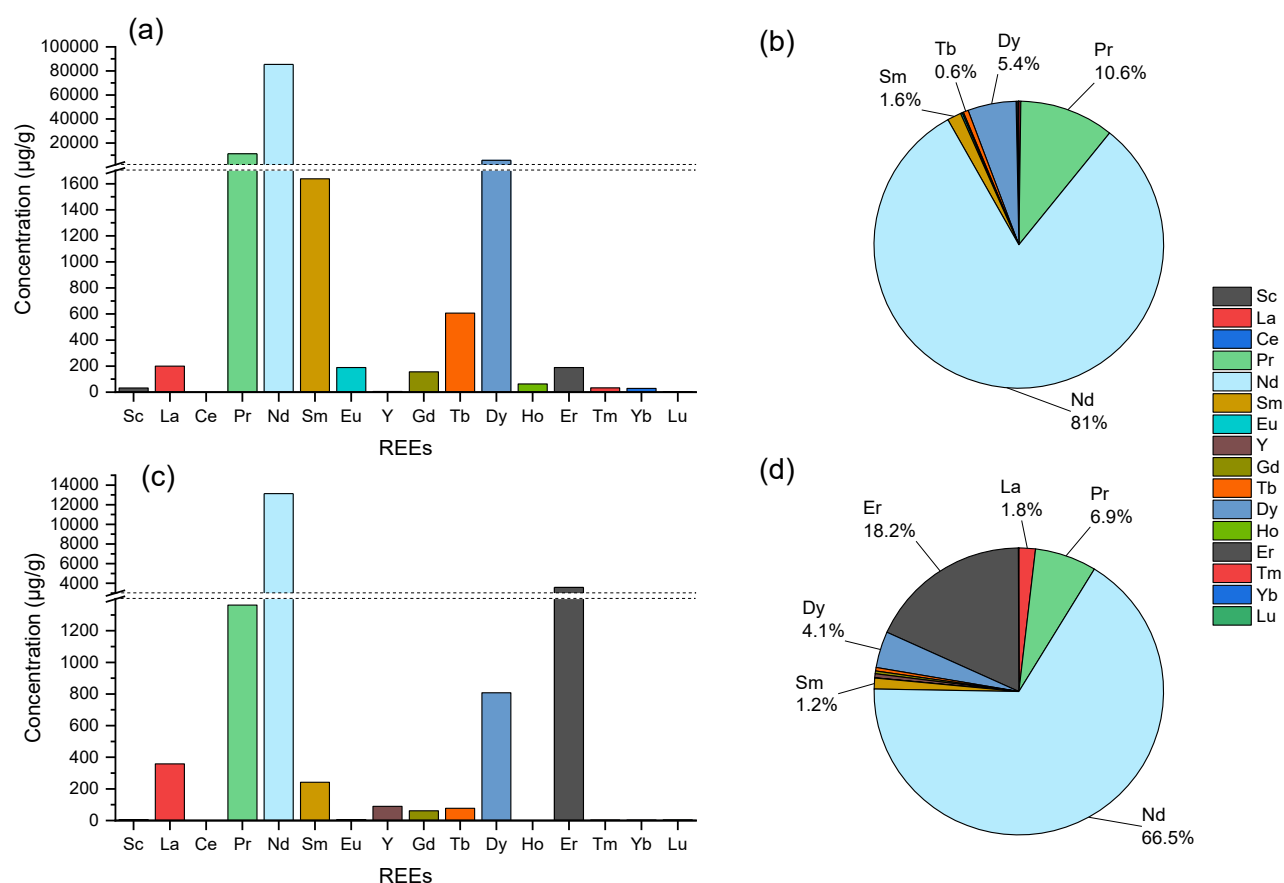 (a)
100000
80000
60000
40000
20000
1600
1400
1200
1000
800
600
400
200
0
Concentration (µg/g)
Sc La Ce Pr Nd Sm Eu Y Gd Tb Dy Ho Er Tm Yb Lu
REEs
(b)
Sm
1.6%
Tb
0.6%
Dy
5.4%
Pr
10.6%
Nd
81%
Sc
La
Ce
Pr
Nd
Sm
Eu
Y
Gd
Tb
Dy
Ho
Er
Tm
Yb
Lu
(c)
14000
12000
10000
8000
6000
4000
1200
1000
800
600
400
200
0
Concentration (µg/g)
Sc La Ce Pr Nd Sm Eu Y Gd Tb Dy Ho Er Tm Yb Lu
REEs
(d)
Er
18.2%
La
1.8%
Pr
6.9%
Dy
4.1%
Sm
1.2%
Nd
66.5%